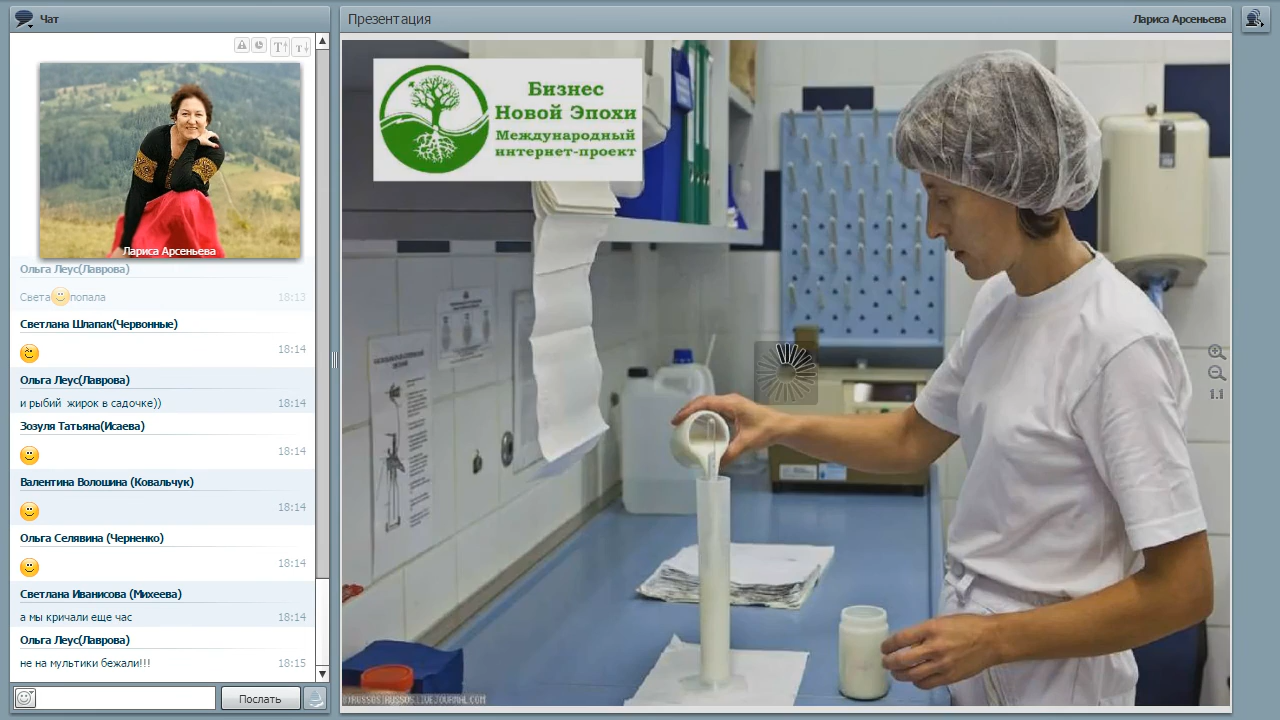 Чат
Презентация
Лариса Арсеньева
T↑ T↓
Лариса Арсеньева
Ольга Леус(Лаврова)
Света попала
18:13
Светлана Шлапак(Червонные)
18:14
Ольга Леус(Лаврова)
и рыбий жирок в садочке))
18:14
Зозуля Татьяна(Исаева)
18:14
Валентина Волошина (Ковальчук)
18:14
Ольга Селявина (Черненко)
18:14
Светлана Иванисова (Михеева)
а мы кричали еще час
18:14
Ольга Леус(Лаврова)
не на мультики бежали!!!
18:15
Послать
Бизнес
Новой Эпохи
Международный
интернет-проект
1:1